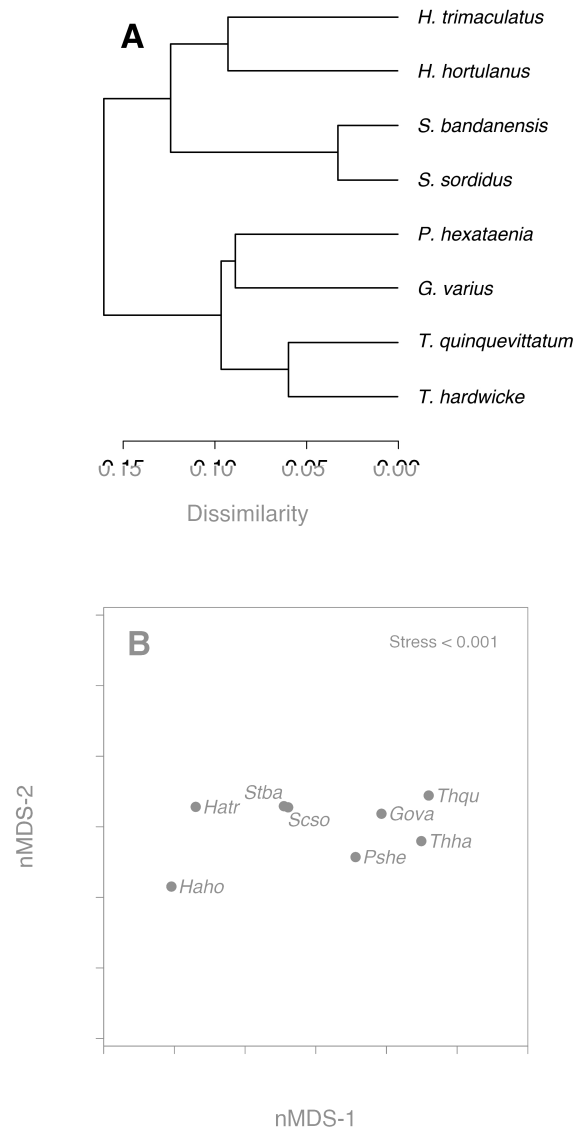 A
H. trimaculatus
H. hortulanus
S. bandanensis
S. sordidus
P. hexataenia
G. varius
T. quinquevittatum
T. hardwicke
0.15 0.10 0.05 0.00
Dissimilarity
B
Stress < 0.001
nMDS-2
Thqu
Stba
Hatr
Gova
Scso
Thha
Pshe
Haho
nMDS-1